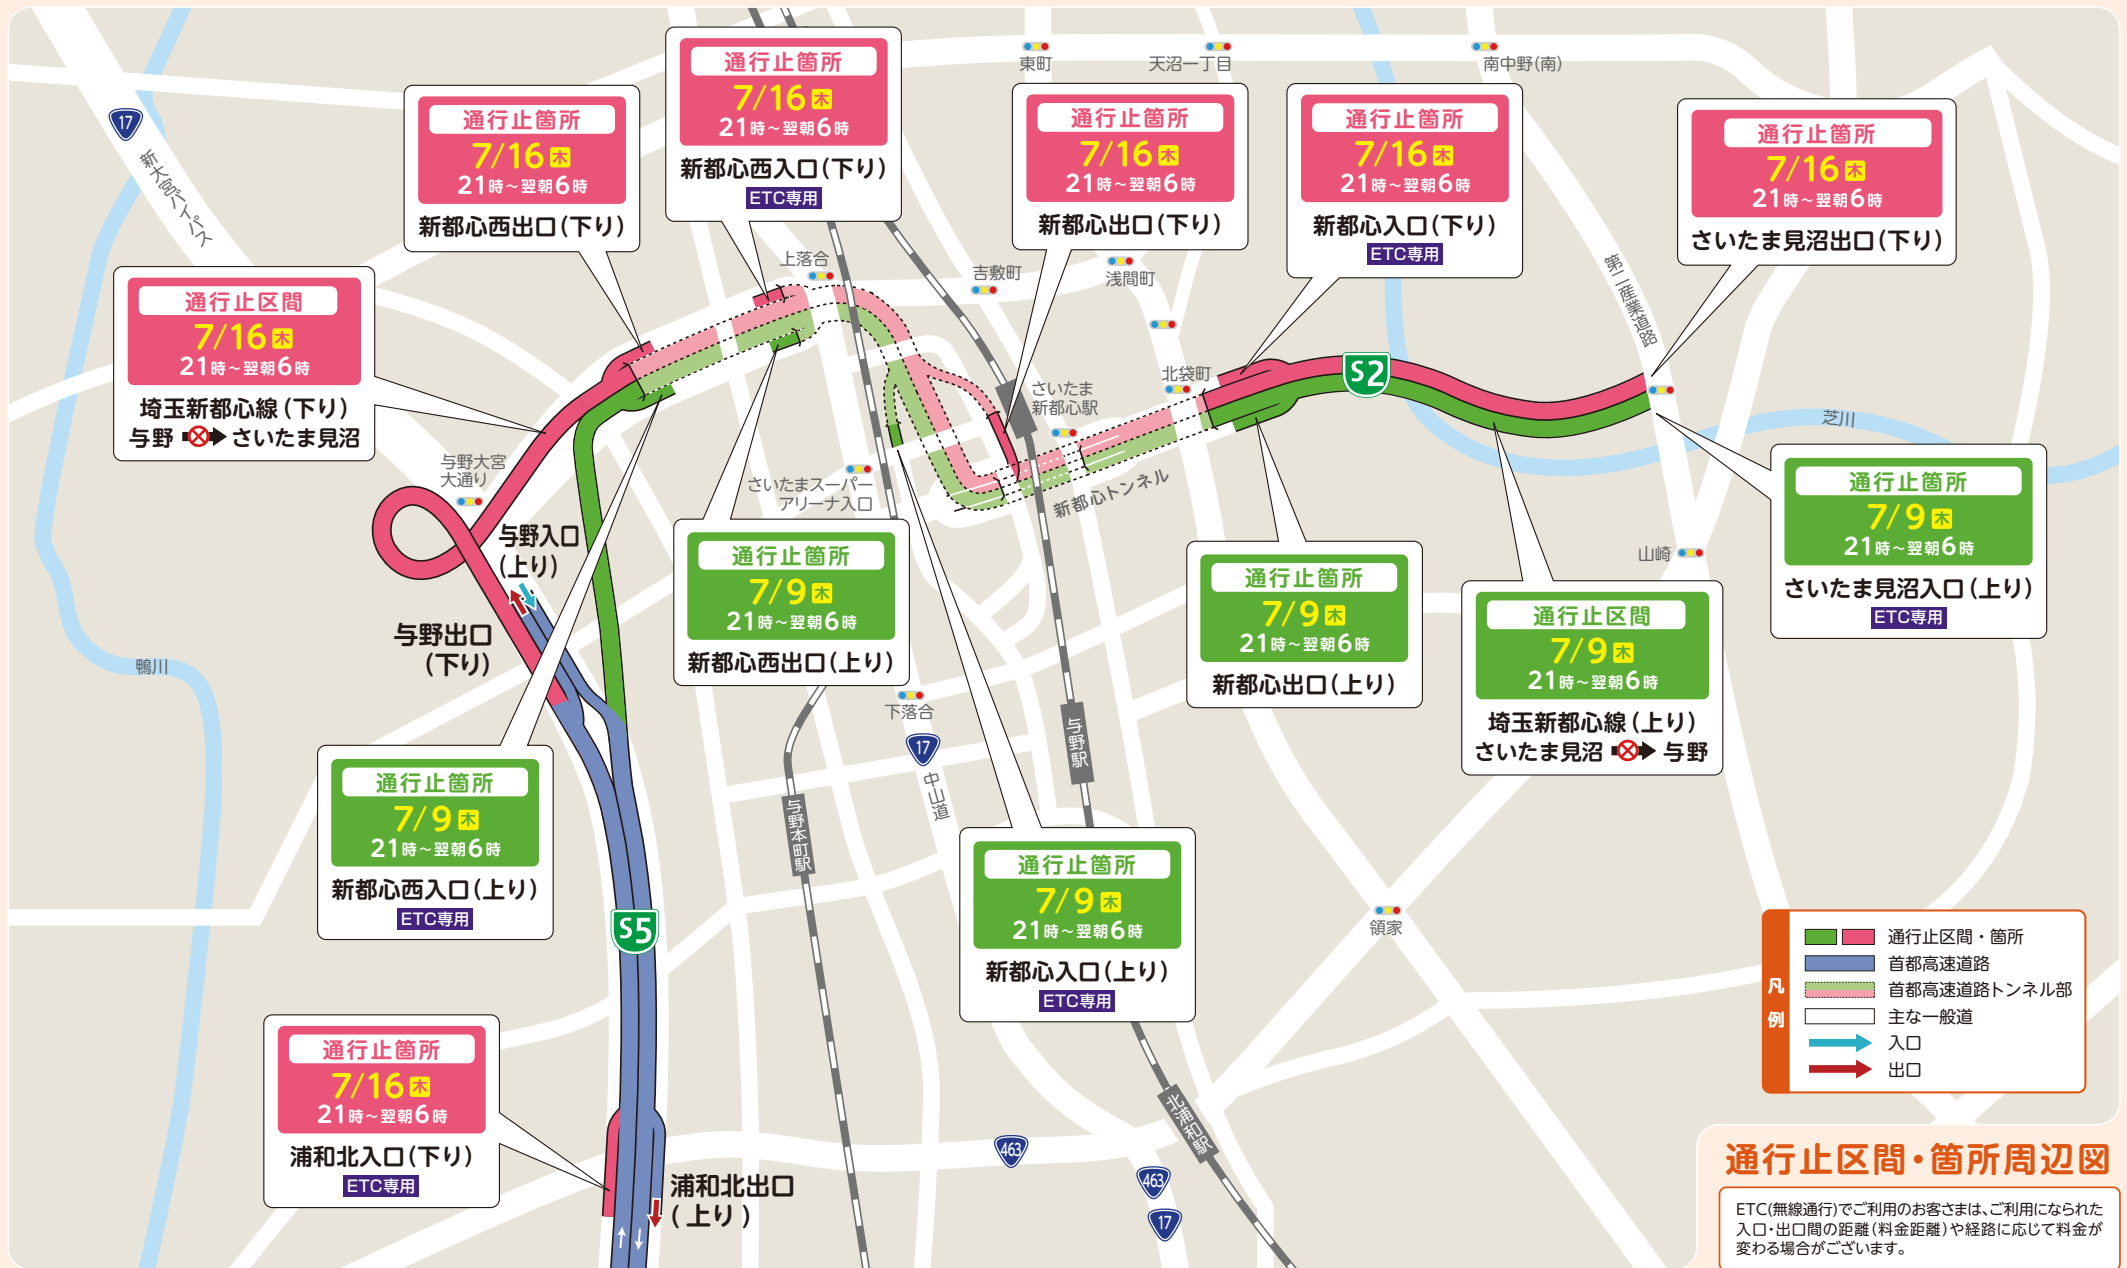 東町
天沼一丁目
南中野(南)
17
新大宮バイパス
通行止箇所
7/16 木
21時～翌朝6時
新都心西出口(下り)
通行止箇所
7/16 木
21時～翌朝6時
新都心西入口(下り)
ETC専用
通行止箇所
7/16 木
21時～翌朝6時
新都心出口(下り)
通行止箇所
7/16 木
21時～翌朝6時
新都心入口(下り)
ETC専用
通行止箇所
7/16 木
21時～翌朝6時
さいたま見沼出口(下り)
通行止区間
7/16 木
21時～翌朝6時
埼玉新都心線(下り)
与野 さいたま見沼
上落合
吉敷町
浅間町
第二産業道路
北袋町
S2
さいたま
新都心駅
芝川
与野大宮
大通り
さいたまスーパー
アリーナ入口
新都心トンネル
与野入口
(上り)
与野出口
(下り)
鴨川
山崎
通行止箇所
7/9 木
21時～翌朝6時
新都心西出口(上り)
通行止箇所
7/9 木
21時～翌朝6時
新都心出口(上り)
通行止区間
7/9 木
21時～翌朝6時
埼玉新都心線(上り)
さいたま見沼 与野
通行止箇所
7/9 木
21時～翌朝6時
さいたま見沼入口(上り)
ETC専用
下落合
17
中山道
与野駅
与野本町駅
通行止箇所
7/9 木
21時～翌朝6時
新都心西入口(上り)
ETC専用
通行止箇所
7/9 木
21時～翌朝6時
新都心入口(上り)
ETC専用
S5
領家
通行止箇所
7/16 木
21時～翌朝6時
浦和北入口(下り)
ETC専用
浦和北出口
(上り)
463
北浦和駅
463
17
凡例
通行止区間・箇所
首都高速道路
首都高速道路トンネル部
主な一般道
入口
出口
通行止区間・箇所周辺図
ETC(無線通行)でご利用のお客さまは、ご利用になられた
入口・出口間の距離(料金距離)や経路に応じて料金が
変わる場合がございます。